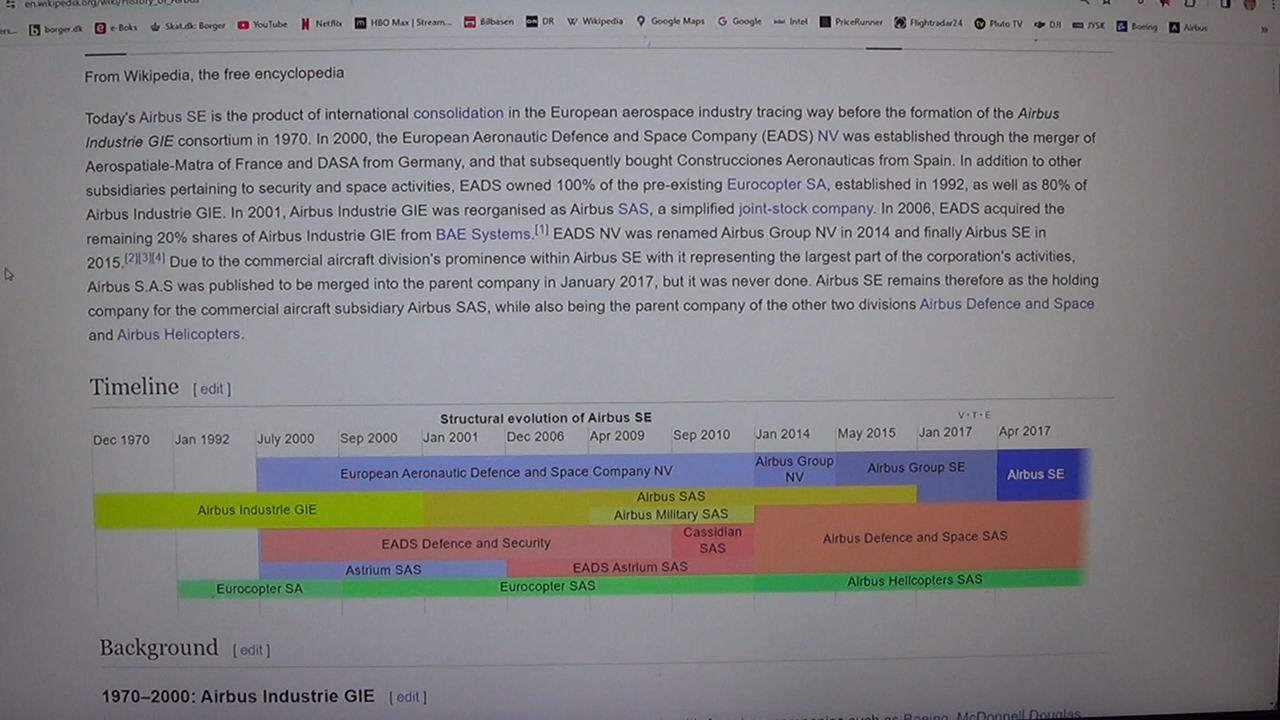 en.wikipedia.org/wiki/History_of_Airbus
borger.dk e-Boks Skat.dk: Borger YouTube Netflix HBO Max | Stream... Bilbasen DR Wikipedia Google Maps Google Intel PriceRunner Flightradar24 Pluto TV DJI JYSK Boeing Airbus »
From Wikipedia, the free encyclopedia
Today's Airbus SE is the product of international consolidation in the European aerospace industry tracing way before the formation of the Airbus
Industrie GIE consortium in 1970. In 2000, the European Aeronautic Defence and Space Company (EADS) NV was established through the merger of
Aerospatiale-Matra of France and DASA from Germany, and that subsequently bought Construcciones Aeronauticas from Spain. In addition to other
subsidiaries pertaining to security and space activities, EADS owned 100% of the pre-existing Eurocopter SA, established in 1992, as well as 80% of
Airbus Industrie GIE. In 2001, Airbus Industrie GIE was reorganised as Airbus SAS, a simplified joint-stock company. In 2006, EADS acquired the
remaining 20% shares of Airbus Industrie GIE from BAE Systems.[1] EADS NV was renamed Airbus Group NV in 2014 and finally Airbus SE in
2015.[2][3][4] Due to the commercial aircraft division's prominence within Airbus SE with it representing the largest part of the corporation's activities,
Airbus S.A.S was published to be merged into the parent company in January 2017, but it was never done. Airbus SE remains therefore as the holding
company for the commercial aircraft subsidiary Airbus SAS, while also being the parent company of the other two divisions Airbus Defence and Space
and Airbus Helicopters.
Timeline [ edit ]
Structural evolution of Airbus SE V·T·E
Dec 1970 Jan 1992 July 2000 Sep 2000 Jan 2001 Dec 2006 Apr 2009 Sep 2010 Jan 2014 May 2015 Jan 2017 Apr 2017
European Aeronautic Defence and Space Company NV Airbus Group NV Airbus Group SE Airbus SE
Airbus Industrie GIE Airbus SAS
Airbus Military SAS
EADS Defence and Security Cassidian SAS Airbus Defence and Space SAS
Astrium SAS EADS Astrium SAS
Eurocopter SA Eurocopter SAS Airbus Helicopters SAS
Background [ edit ]
1970–2000: Airbus Industrie GIE [ edit ]
such as Boeing, McDonnell Douglas